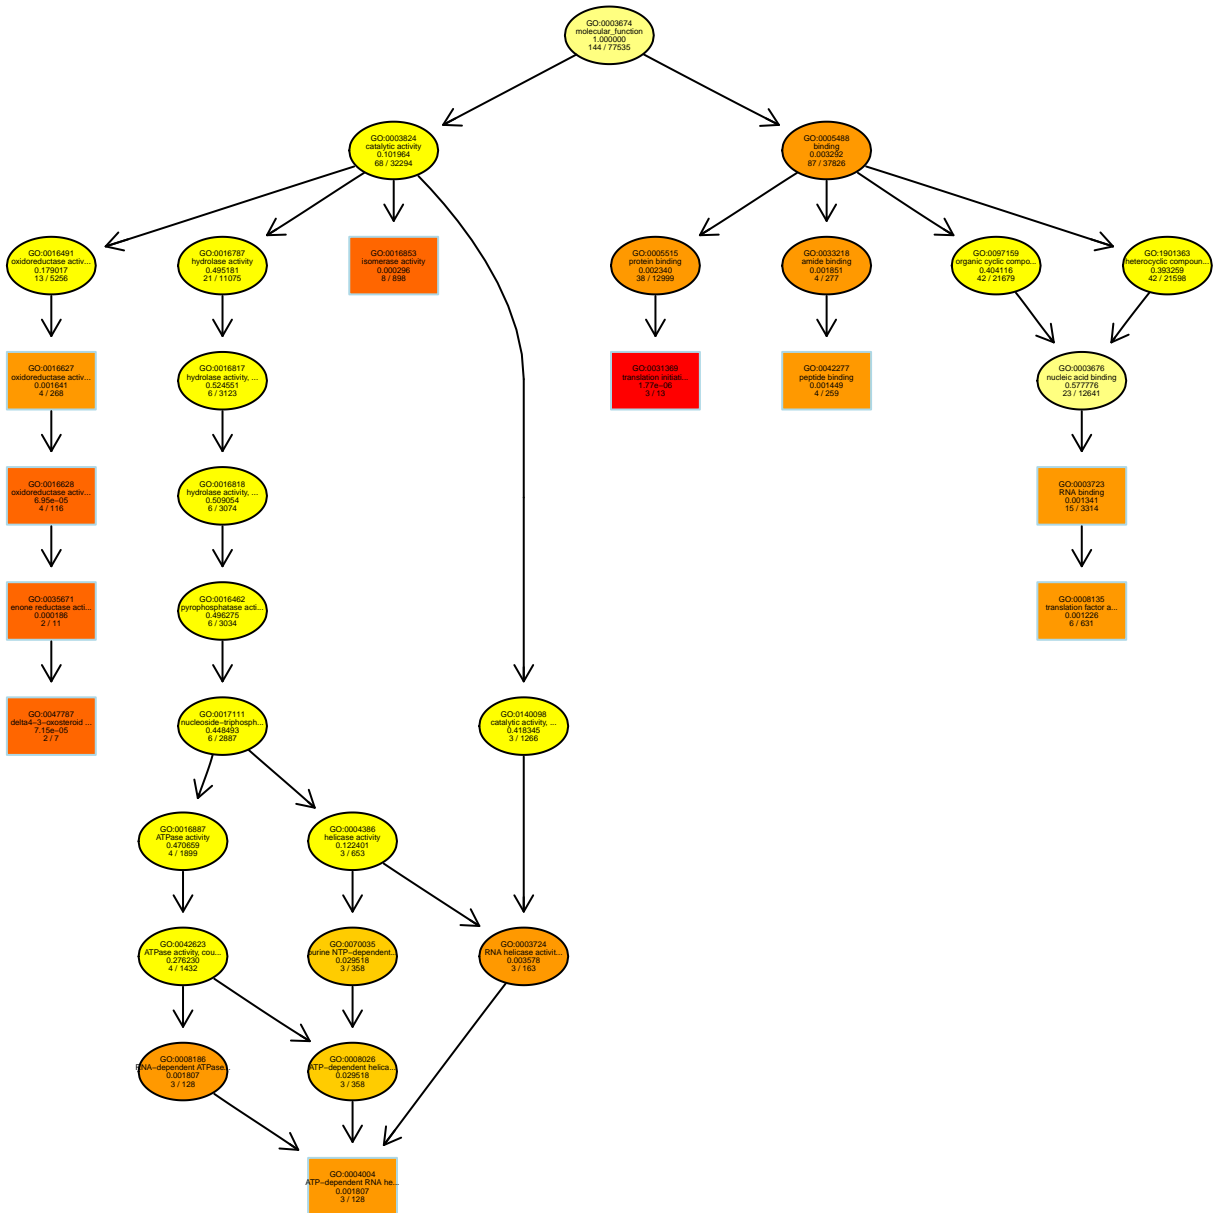 GO:0003674
molecular_function
1.000000
144 / 77535
GO:0003824
catalytic activity
0.101964
68 / 32294
GO:0005488
binding
0.003292
87 / 37826
GO:0016491
oxidoreductase activ...
0.179017
13 / 5256
GO:0016787
hydrolase activity
0.495181
21 / 11075
GO:0016853
isomerase activity
0.000296
8 / 898
GO:0005515
protein binding
0.002340
38 / 12999
GO:0033218
amide binding
0.001851
4 / 277
GO:0097159
organic cyclic compo...
0.404116
42 / 21679
GO:1901363
heterocyclic compoun...
0.393259
42 / 21598
GO:0016627
oxidoreductase activ...
0.001641
4 / 268
GO:0016817
hydrolase activity, ...
0.524551
6 / 3123
GO:0031369
translation initiati...
1.77e−06
3 / 13
GO:0042277
peptide binding
0.001449
4 / 259
GO:0003676
nucleic acid binding
0.577776
23 / 12641
GO:0016628
oxidoreductase activ...
6.95e−05
4 / 116
GO:0016818
hydrolase activity, ...
0.509054
6 / 3074
GO:0003723
RNA binding
0.001341
15 / 3314
GO:0035671
enone reductase acti...
0.000186
2 / 11
GO:0016462
pyrophosphatase acti...
0.496275
6 / 3034
GO:0008135
translation factor a...
0.001226
6 / 631
GO:0047787
delta4−3−oxosteroid ...
7.15e−05
2 / 7
GO:0017111
nucleoside−triphosph...
0.448493
6 / 2887
GO:0140098
catalytic activity, ...
0.418345
3 / 1266
GO:0016887
ATPase activity
0.470659
4 / 1899
GO:0004386
helicase activity
0.122401
3 / 653
GO:0042623
ATPase activity, cou...
0.276230
4 / 1432
GO:0070035
purine NTP−dependent...
0.029518
3 / 358
GO:0003724
RNA helicase activit...
0.003578
3 / 163
GO:0008186
RNA−dependent ATPase...
0.001807
3 / 128
GO:0008026
ATP−dependent helica...
0.029518
3 / 358
GO:0004004
ATP−dependent RNA he...
0.001807
3 / 128